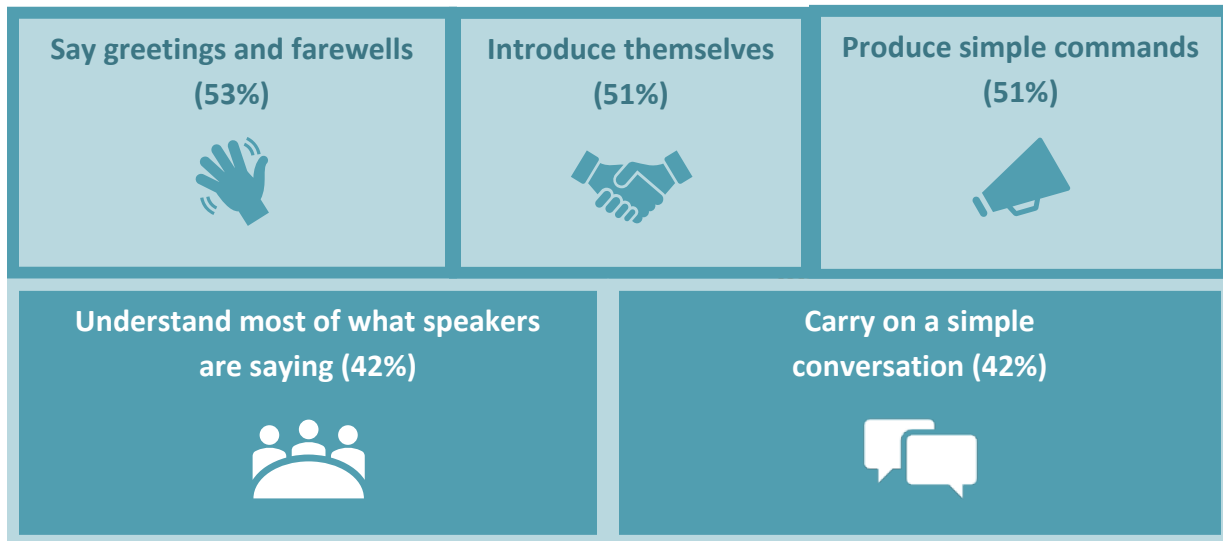 Say greetings and farewells
(53%)
Introduce themselves
(51%)
Produce simple commands
(51%)
Understand most of what speakers
are saying (42%)
Carry on a simple
conversation (42%)